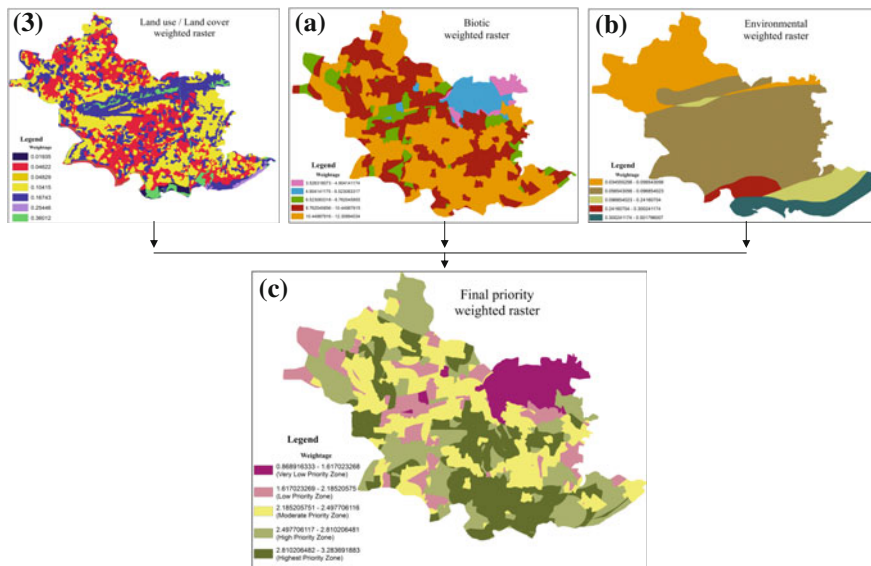 (3)
Land use / Land cover
weighted raster
Legend
Weightage
0.01635
0.04622
0.04829
0.10415
0.16743
0.25446
0.36012
(a)
Biotic
weighted raster
Legend
Weightage
(b)
Environmental
weighted raster
Legend
Weightage
(c)
Final priority
weighted raster
Legend
Weightage
0.868916333 - 1.617023268
(Very Low Priority Zone)
1.617023269 - 2.18520575
(Low Priority Zone)
2.185205751 - 2.497706116
(Moderate Priority Zone)
2.497706117 - 2.810206481
(High Priority Zone)
2.810206482 - 3.283691883
(Highest Priority Zone)